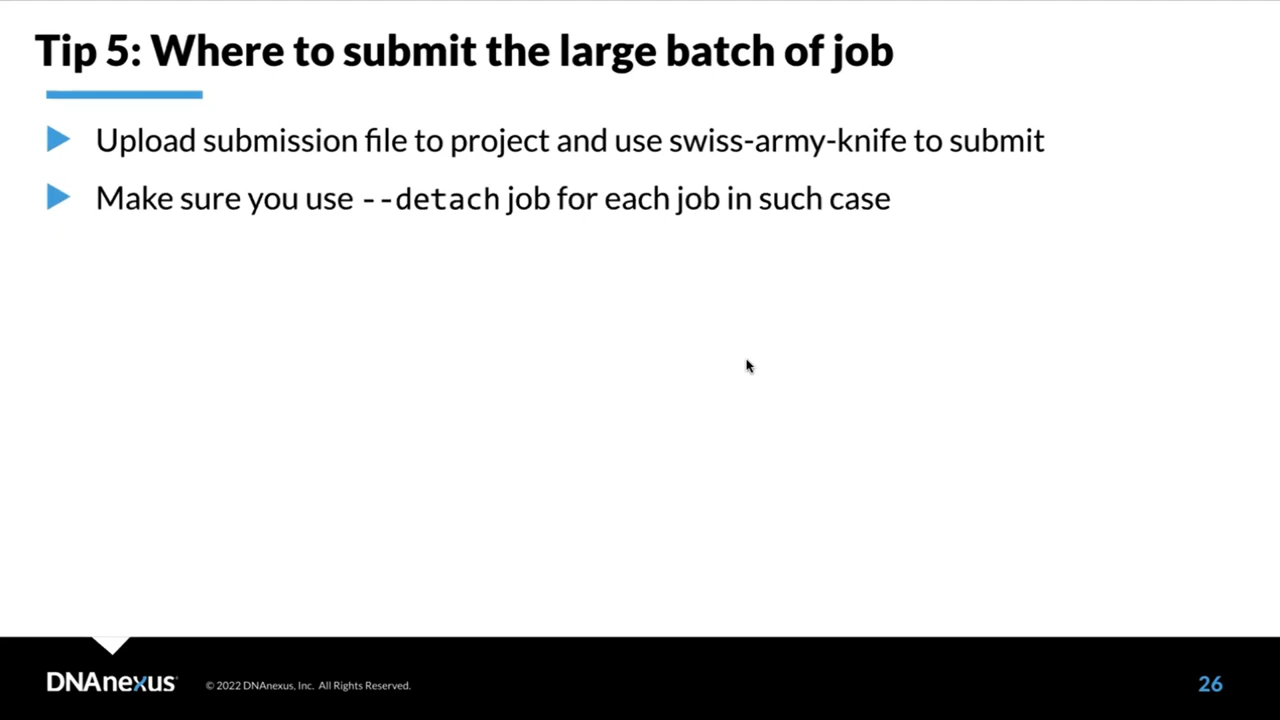 Tip 5: Where to submit the large batch of job
Upload submission file to project and use swiss-army-knife to submit
Make sure you use --detach job for each job in such case
DNAnexus
© 2022 DNAnexus, Inc. All Rights Reserved.
26